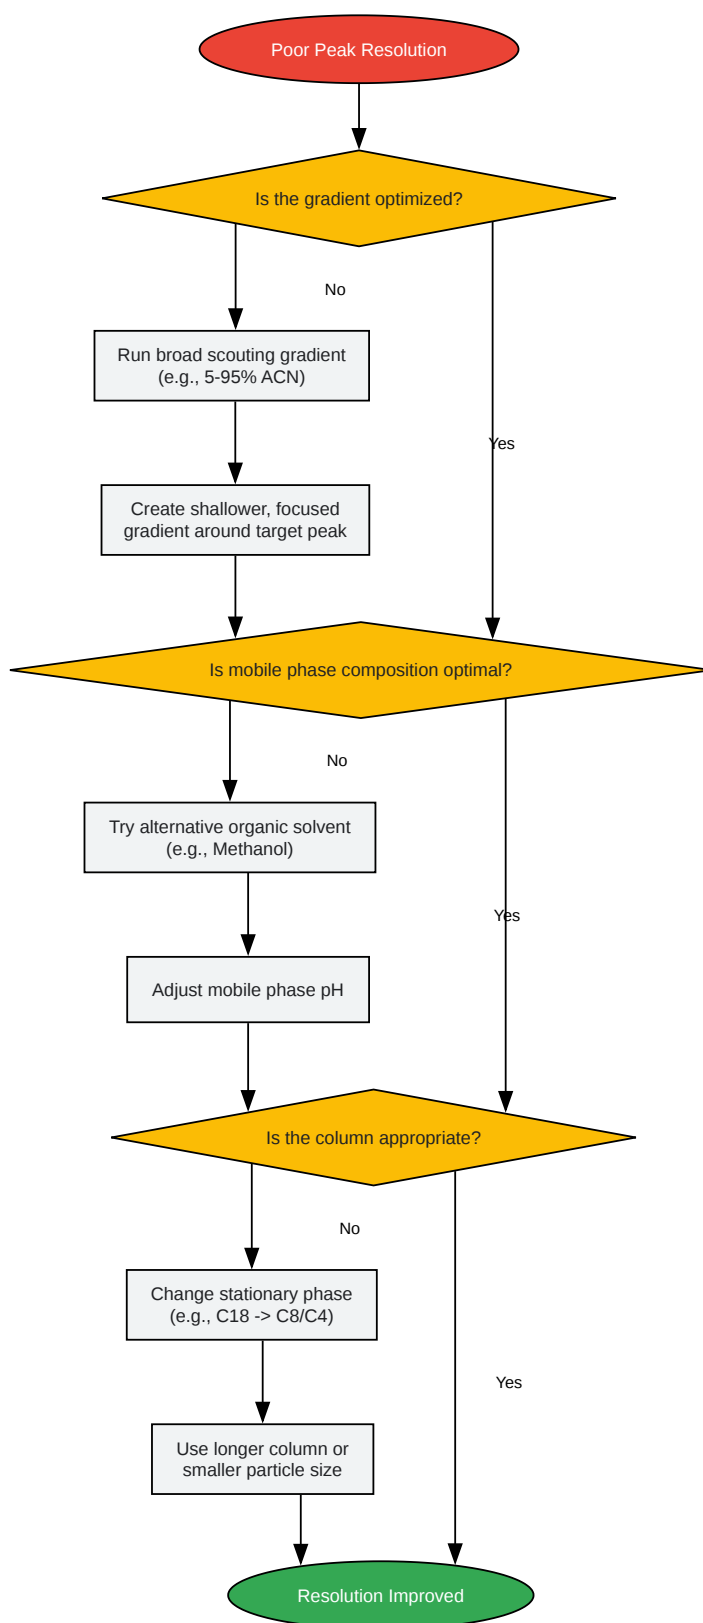 Poor Peak Resolution
Is the gradient optimized?
No
Run broad scouting gradient
(e.g., 5-95% ACN)
Yes
Create shallower, focused
gradient around target peak
Is mobile phase composition optimal?
No
Try alternative organic solvent
(e.g., Methanol)
Yes
Adjust mobile phase pH
Is the column appropriate?
No
Change stationary phase
(e.g., C18 -> C8/C4)
Yes
Use longer column or
smaller particle size
Resolution Improved